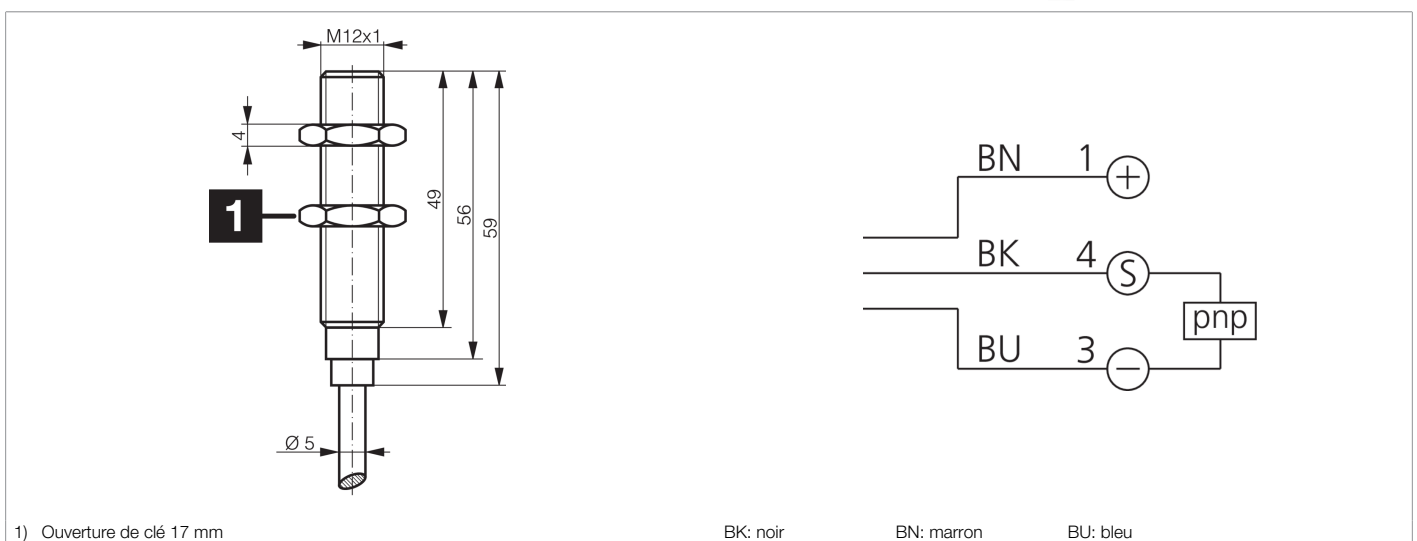 M12x1
4
1
49
56
59
Ø 5
BN 1 +
BK 4 S
pnp
BU 3 −
1) Ouverture de clé 17 mm
BK: noir BN: marron BU: bleu